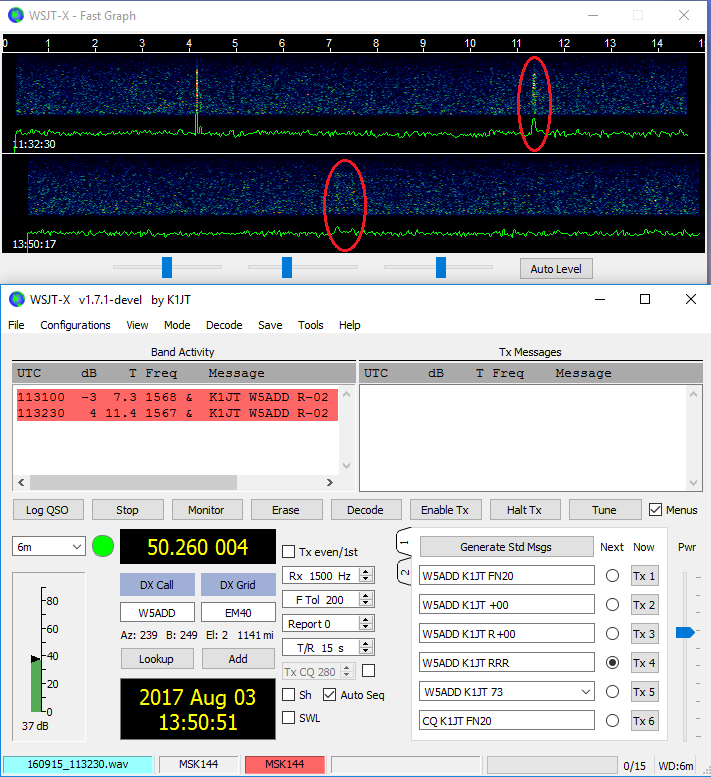 WSJT-X - Fast Graph
0 1 2 3 4 5 6 7 8 9 10 11 12 13 14 15
11:32:30
13:50:17
Auto Level
WSJT-X v1.7.1-devel by K1JT
File Configurations View Mode Decode Save Tools Help
Band Activity Tx Messages
UTC dB T Freq Message UTC dB T Freq Message
113100 -3 7.3 1568 & K1JT W5ADD R-02
113230 4 11.4 1567 & K1JT W5ADD R-02
Log QSO Stop Monitor Erase Decode Enable Tx Halt Tx Tune Menus
6m
50.260 004
Tx even/1st
Rx 1500 Hz
F Tol 200
Report 0
T/R 15 s
Tx CQ 280
Sh Auto Seq
SWL
DX Call DX Grid
W5ADD EM40
Az: 239 B: 249 El: 2 1141 mi
Lookup Add
2017 Aug 03
13:50:51
80
60
40
20
0
37 dB
1
2
Generate Std Msgs Next Now Pwr
W5ADD K1JT FN20 Tx 1
W5ADD K1JT +00 Tx 2
W5ADD K1JT R+00 Tx 3
W5ADD K1JT RRR Tx 4
W5ADD K1JT 73 Tx 5
CQ K1JT FN20 Tx 6
160915_113230.wav MSK144 MSK144 0/15 WD:6m